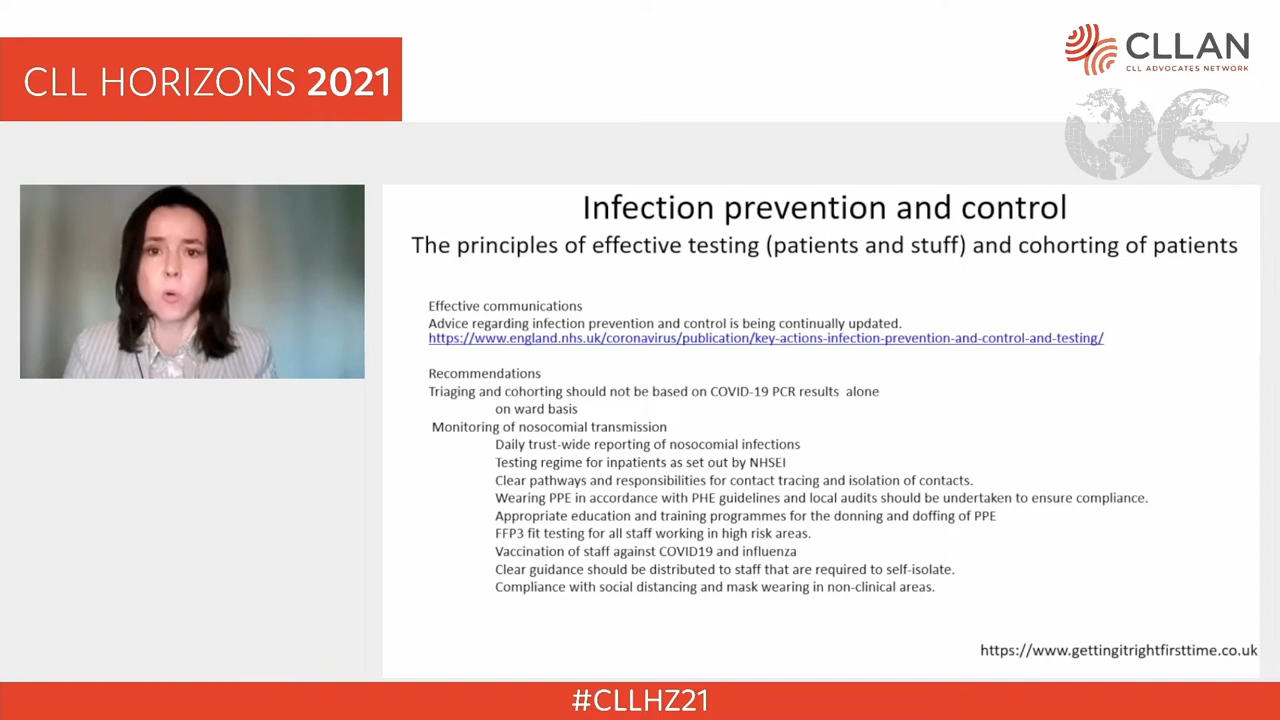 CLL HORIZONS 2021
CLLAN
CLL ADVOCATES NETWORK
Infection prevention and control
The principles of effective testing (patients and stuff) and cohorting of patients
Effective communications
Advice regarding infection prevention and control is being continually updated.
https://www.england.nhs.uk/coronavirus/publication/key-actions-infection-prevention-and-control-and-testing/
Recommendations
Triaging and cohorting should not be based on COVID-19 PCR results alone
on ward basis
Monitoring of nosocomial transmission
Daily trust-wide reporting of nosocomial infections
Testing regime for inpatients as set out by NHSEI
Clear pathways and responsibilities for contact tracing and isolation of contacts.
Wearing PPE in accordance with PHE guidelines and local audits should be undertaken to ensure compliance.
Appropriate education and training programmes for the donning and doffing of PPE
FFP3 fit testing for all staff working in high risk areas.
Vaccination of staff against COVID19 and influenza
Clear guidance should be distributed to staff that are required to self-isolate.
Compliance with social distancing and mask wearing in non-clinical areas.
https://www.gettingitrightfirsttime.co.uk
#CLLHZ21